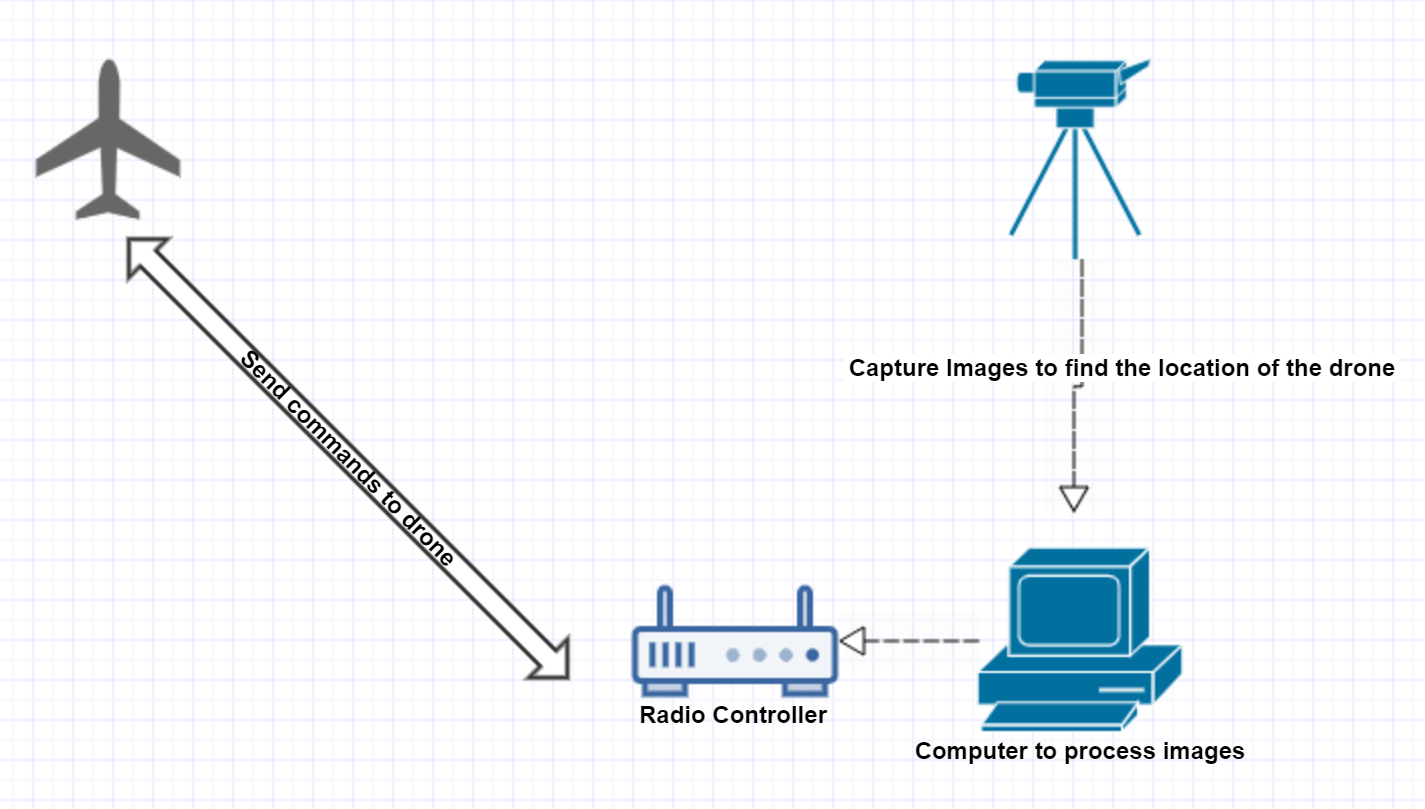 Capture Images to find the location of the drone
Send commands to drone
Radio Controller
Computer to process images